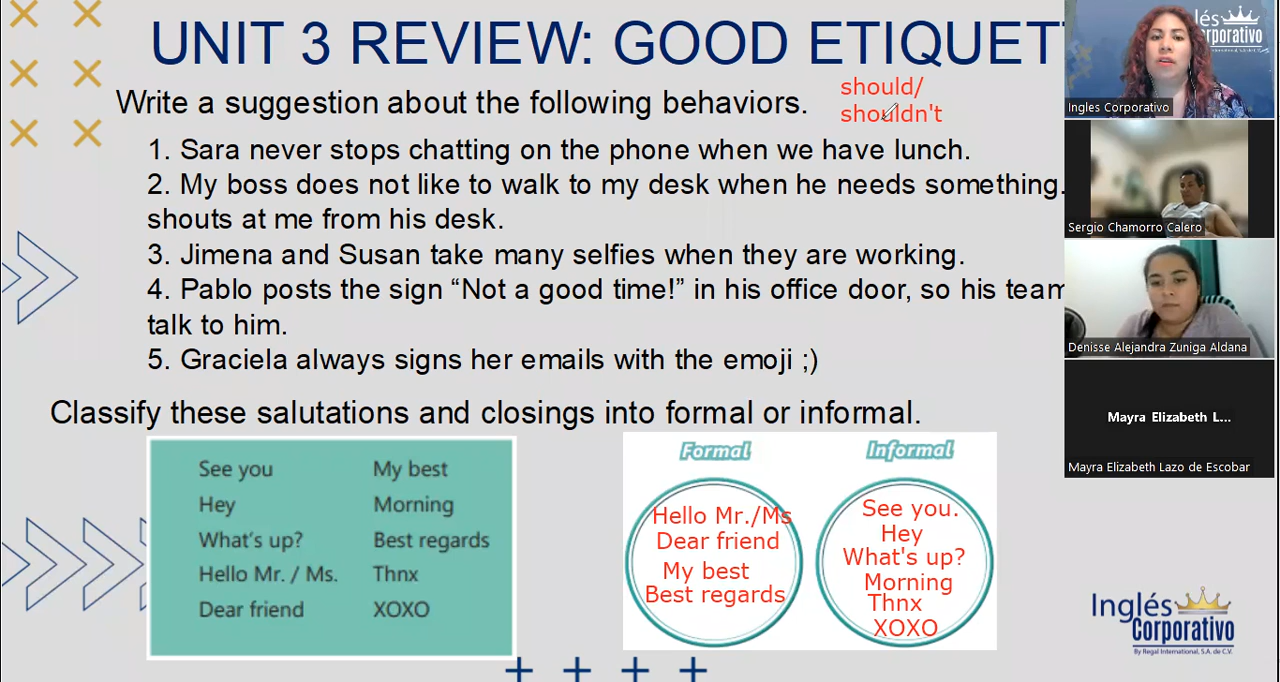 UNIT 3 REVIEW: GOOD ETIQUET
Write a suggestion about the following behaviors.
should/
shouldn't
1. Sara never stops chatting on the phone when we have lunch.
2. My boss does not like to walk to my desk when he needs something.
shouts at me from his desk.
3. Jimena and Susan take many selfies when they are working.
4. Pablo posts the sign “Not a good time!” in his office door, so his team
talk to him.
5. Graciela always signs her emails with the emoji ;)
Classify these salutations and closings into formal or informal.
See you My best
Hey Morning
What's up? Best regards
Hello Mr. / Ms. Thnx
Dear friend XOXO
Formal
Hello Mr./Ms
Dear friend
My best
Best regards
Informal
See you.
Hey
What's up?
Morning
Thnx
XOXO
lés
rporativo
Ingles Corporativo
Sergio Chamorro Calero
Denisse Alejandra Zuniga Aldana
Mayra Elizabeth L...
Mayra Elizabeth Lazo de Escobar
Inglés
Corporativo
By Regal International, S.A. de C.V.